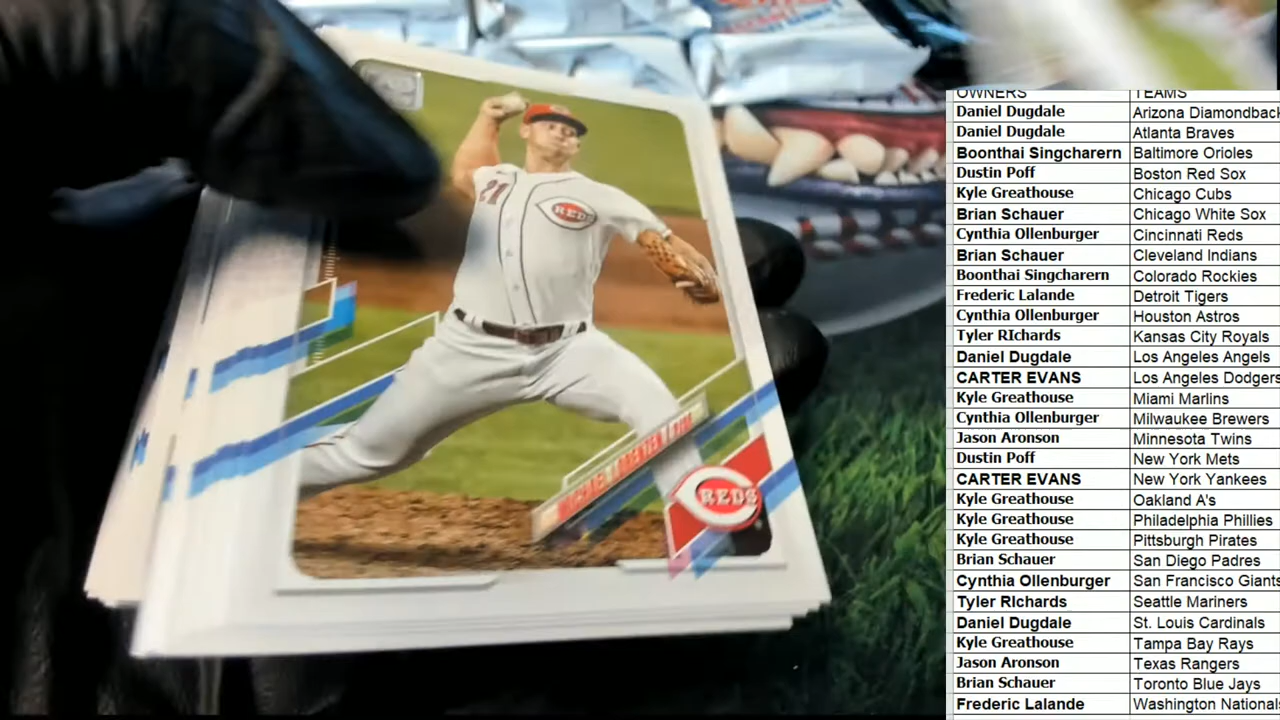 OWNERS TEAMS
Daniel Dugdale Arizona Diamondback
Daniel Dugdale Atlanta Braves
Boonthai Singcharern Baltimore Orioles
Dustin Poff Boston Red Sox
Kyle Greathouse Chicago Cubs
Brian Schauer Chicago White Sox
Cynthia Ollenburger Cincinnati Reds
Brian Schauer Cleveland Indians
Boonthai Singcharern Colorado Rockies
Frederic Lalande Detroit Tigers
Cynthia Ollenburger Houston Astros
Tyler RIchards Kansas City Royals
Daniel Dugdale Los Angeles Angels
CARTER EVANS Los Angeles Dodgers
Kyle Greathouse Miami Marlins
Cynthia Ollenburger Milwaukee Brewers
Jason Aronson Minnesota Twins
Dustin Poff New York Mets
CARTER EVANS New York Yankees
Kyle Greathouse Oakland A's
Kyle Greathouse Philadelphia Phillies
Kyle Greathouse Pittsburgh Pirates
Brian Schauer San Diego Padres
Cynthia Ollenburger San Francisco Giants
Tyler RIchards Seattle Mariners
Daniel Dugdale St. Louis Cardinals
Kyle Greathouse Tampa Bay Rays
Jason Aronson Texas Rangers
Brian Schauer Toronto Blue Jays
Frederic Lalande Washington National
21
REDS
MICHAEL LORENZEN
REDS